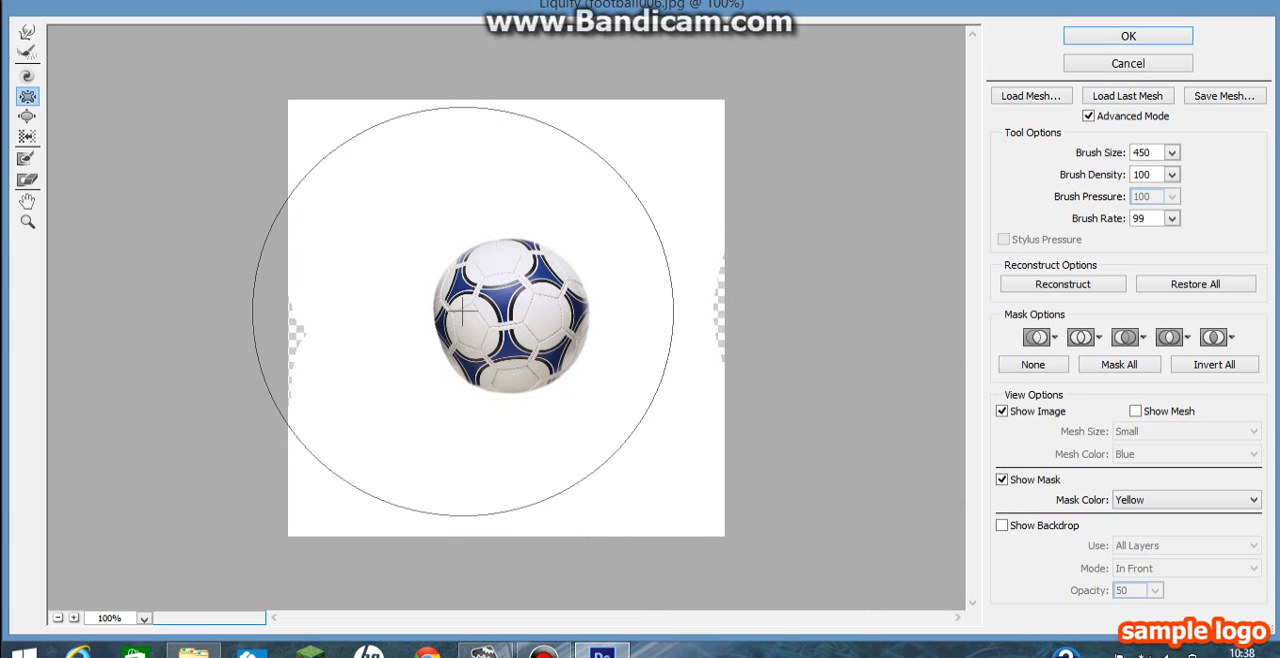 Liquify (football006.jpg @ 100%)
www.Bandicam.com
OK
Cancel
Load Mesh... Load Last Mesh Save Mesh...
Advanced Mode
Tool Options
Brush Size: 450
Brush Density: 100
Brush Pressure: 100
Brush Rate: 99
Stylus Pressure
Reconstruct Options
Reconstruct Restore All
Mask Options
None Mask All Invert All
View Options
Show Image Show Mesh
Mesh Size: Small
Mesh Color: Blue
Show Mask
Mask Color: Yellow
Show Backdrop
Use: All Layers
Mode: In Front
Opacity: 50
100%
sample logo
hp
Ps
10:38